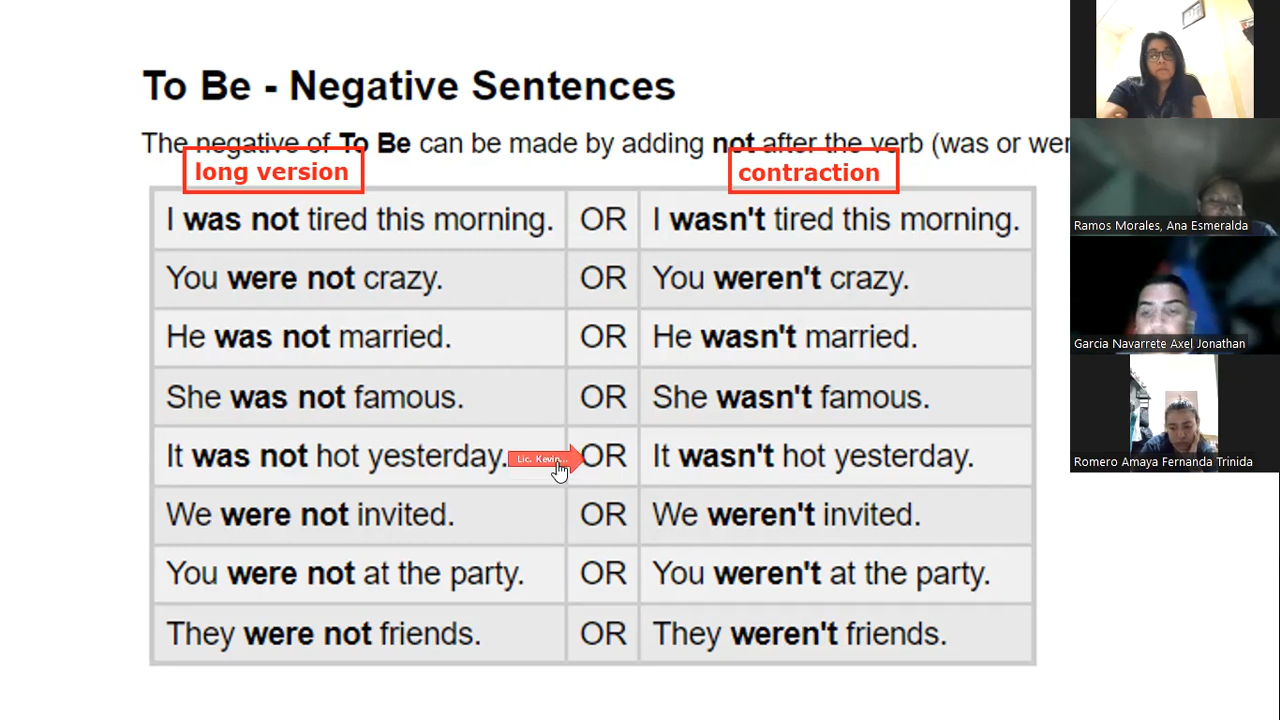 To Be - Negative Sentences
The negative of To Be can be made by adding not after the verb (was or wer
long version
contraction
I was not tired this morning. OR I wasn't tired this morning.
You were not crazy. OR You weren't crazy.
He was not married. OR He wasn't married.
She was not famous. OR She wasn't famous.
It was not hot yesterday. OR It wasn't hot yesterday.
Lic. Kevin...
We were not invited. OR We weren't invited.
You were not at the party. OR You weren't at the party.
They were not friends. OR They weren't friends.
Ramos Morales, Ana Esmeralda
Garcia Navarrete Axel Jonathan
Romero Amaya Fernanda Trinida